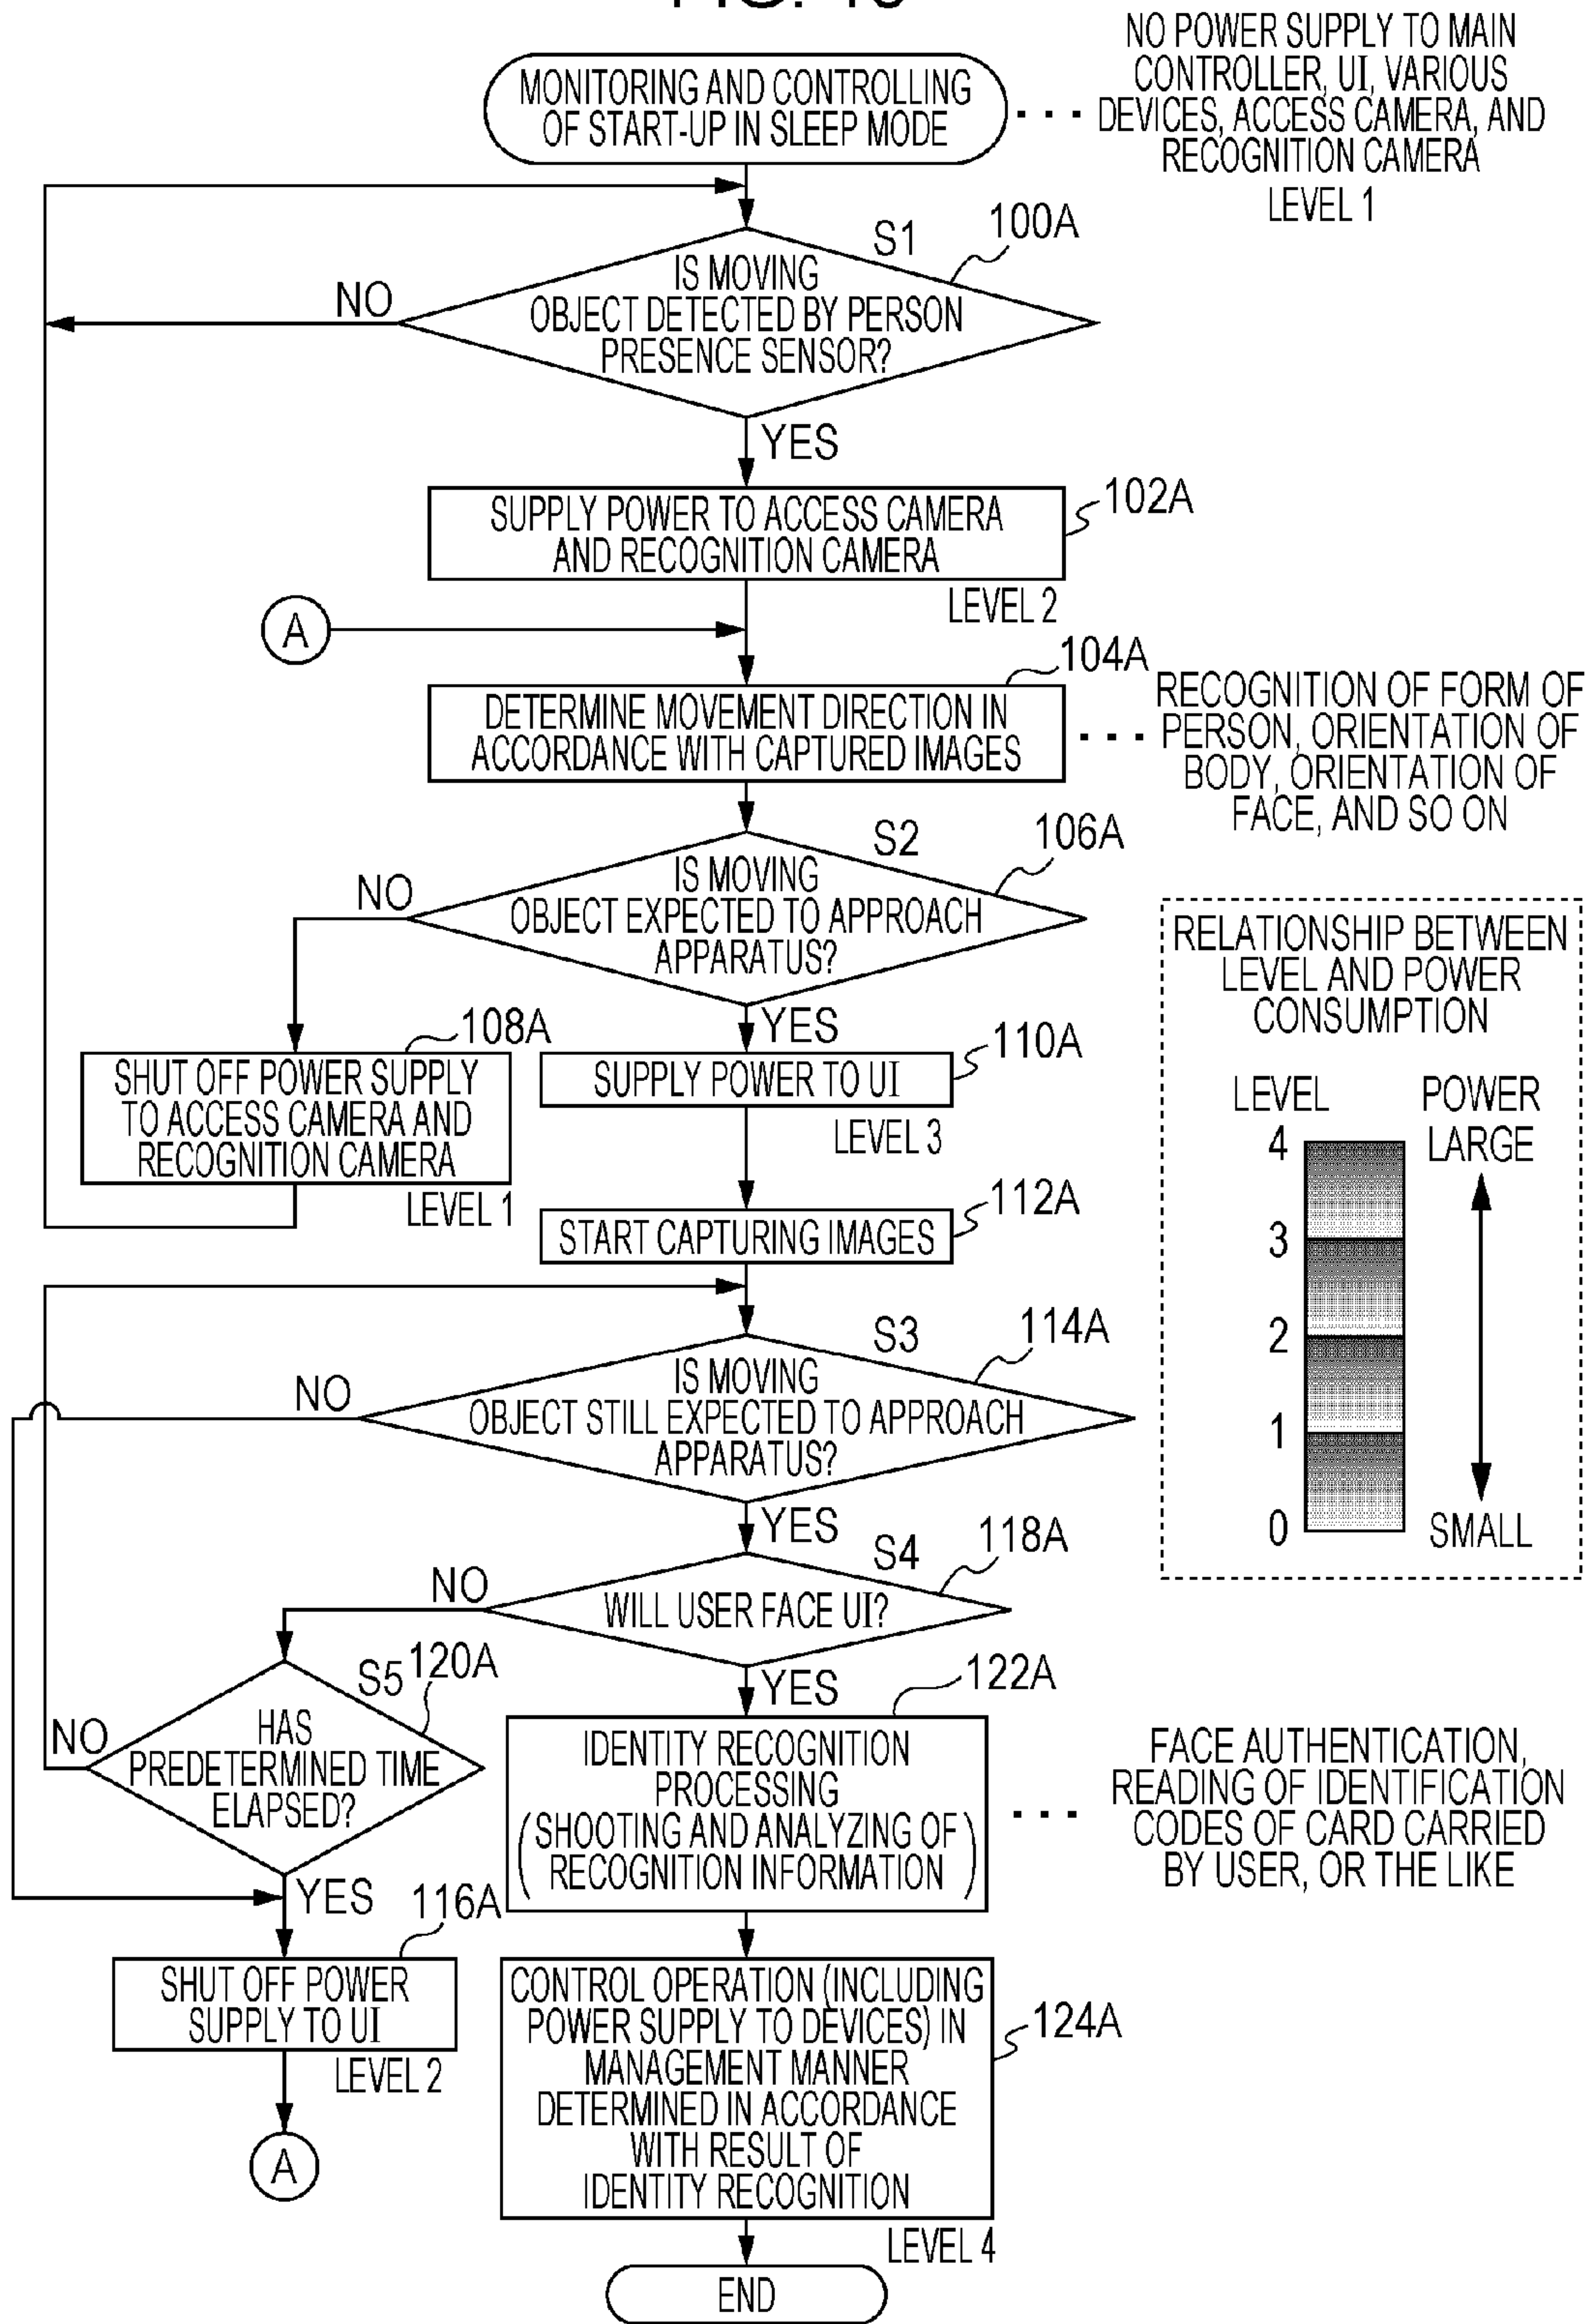 NO POWER SUPPLY TO MAIN
CONTROLLER, UI, VARIOUS
DEVICES, ACCESS CAMERA, AND
RECOGNITION CAMERA
LEVEL 1
MONITORING AND CONTROLLING
OF START-UP IN SLEEP MODE
S1
100A
IS MOVING
OBJECT DETECTED BY PERSON
PRESENCE SENSOR?
NO
YES
SUPPLY POWER TO ACCESS CAMERA
AND RECOGNITION CAMERA
102A
LEVEL 2
A
104A
DETERMINE MOVEMENT DIRECTION IN
ACCORDANCE WITH CAPTURED IMAGES
RECOGNITION OF FORM OF
PERSON, ORIENTATION OF
BODY, ORIENTATION OF
FACE, AND SO ON
S2
106A
IS MOVING
OBJECT EXPECTED TO APPROACH
APPARATUS?
NO
YES
108A
SHUT OFF POWER SUPPLY
TO ACCESS CAMERA AND
RECOGNITION CAMERA
LEVEL 1
SUPPLY POWER TO UI
110A
LEVEL 3
START CAPTURING IMAGES
112A
RELATIONSHIP BETWEEN
LEVEL AND POWER
CONSUMPTION
LEVEL
POWER
4
LARGE
3
2
1
0
SMALL
S3
114A
IS MOVING
OBJECT STILL EXPECTED TO APPROACH
APPARATUS?
NO
YES
S4
118A
WILL USER FACE UI?
NO
YES
S5
120A
HAS
PREDETERMINED TIME
ELAPSED?
NO
YES
122A
IDENTITY RECOGNITION
PROCESSING
(SHOOTING AND ANALYZING OF
RECOGNITION INFORMATION)
FACE AUTHENTICATION,
READING OF IDENTIFICATION
CODES OF CARD CARRIED
BY USER, OR THE LIKE
116A
SHUT OFF POWER
SUPPLY TO UI
LEVEL 2
A
CONTROL OPERATION (INCLUDING
POWER SUPPLY TO DEVICES) IN
MANAGEMENT MANNER
DETERMINED IN ACCORDANCE
WITH RESULT OF
IDENTITY RECOGNITION
124A
LEVEL 4
END